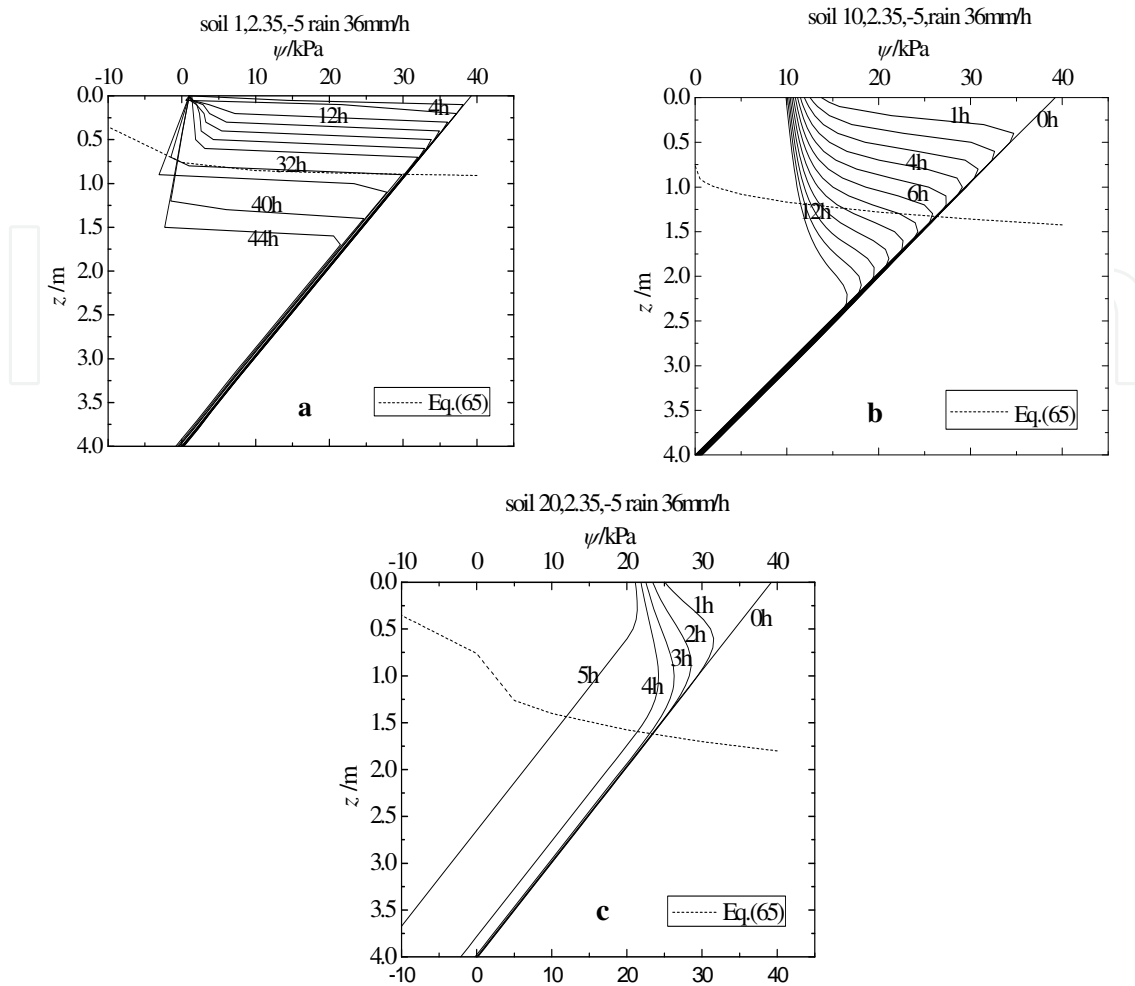 soil 1,2.35,-5 rain 36mm/h
ψ/kPa
-10 0 10 20 30 40
0.0
0.5
1.0
1.5
2.0
2.5
3.0
3.5
4.0
z /m
4h
12h
32h
40h
44h
a
Eq.(65)
soil 10,2.35,-5,rain 36mm/h
ψ/kPa
0 10 20 30 40
0.0
0.5
1.0
1.5
2.0
2.5
3.0
3.5
4.0
z /m
0h
1h
4h
6h
12h
b
Eq.(65)
soil 20,2.35,-5 rain 36mm/h
ψ/kPa
-10 0 10 20 30 40
0.0
0.5
1.0
1.5
2.0
2.5
3.0
3.5
4.0
z /m
1h
0h
2h
3h
4h
5h
c
Eq.(65)
-10 0 10 20 30 40